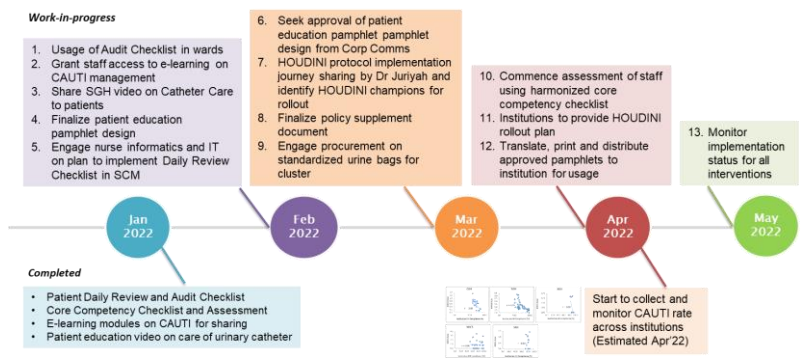 Work-in-progress
1. Usage of Audit Checklist in wards
2. Grant staff access to e-learning on
CAUTI management
3. Share SGH video on Catheter Care
to patients
4. Finalize patient education
pamphlet design
5. Engage nurse informatics and IT
on plan to implement Daily Review
Checklist in SCM
6. Seek approval of patient
education pamphlet pamphlet
design from Corp Comms
7. HOUDINI protocol implementation
journey sharing by Dr Juriyah and
identify HOUDINI champions for
rollout
8. Finalize policy supplement
document
9. Engage procurement on
standardized urine bags for
cluster
10. Commence assessment of staff
using harmonized core
competency checklist
11. Institutions to provide HOUDINI
rollout plan
12. Translate, print and distribute
approved pamphlets to
institution for usage
13. Monitor
implementation
status for all
interventions
Jan
2022
Feb
2022
Mar
2022
Apr
2022
May
2022
Completed
• Patient Daily Review and Audit Checklist
• Core Competency Checklist and Assessment
• E-learning modules on CAUTI for sharing
• Patient education video on care of urinary catheter
Start to collect and
monitor CAUTI rate
across institutions
(Estimated Apr'22)